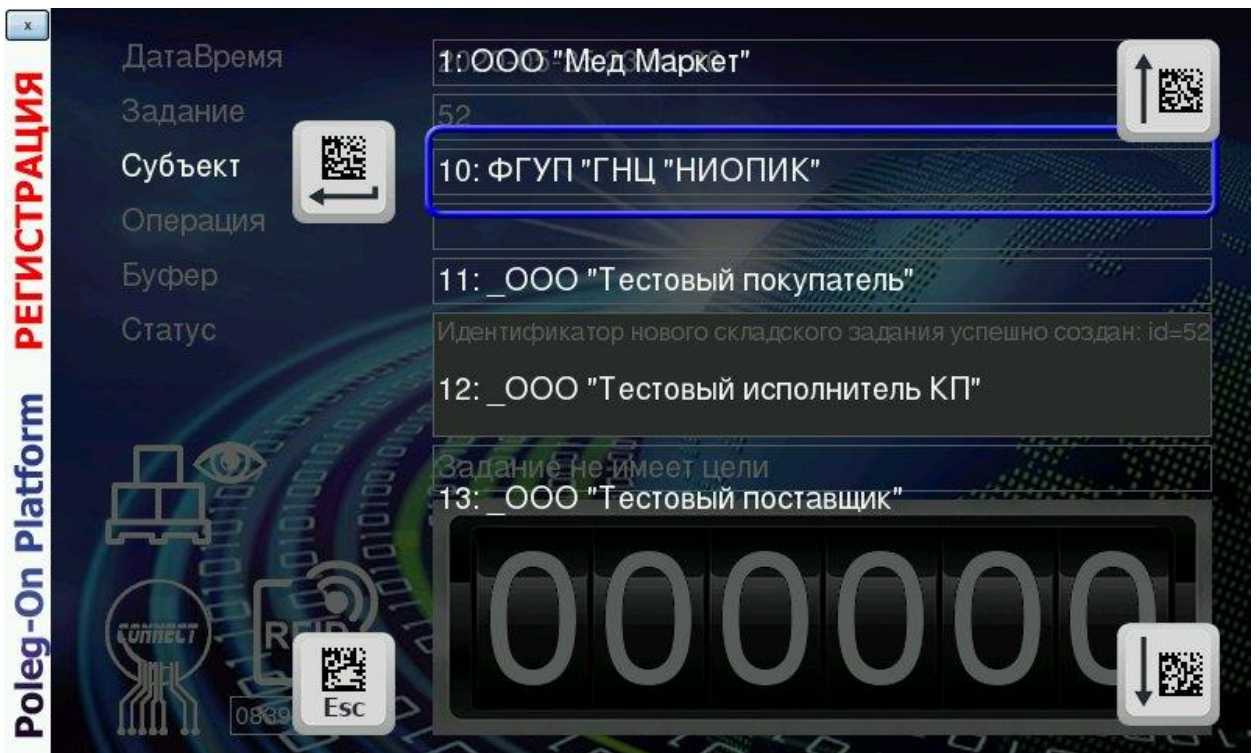 x
Poleg-On Platform РЕГИСТРАЦИЯ
ДатаВремя
1: ООО "Мед Маркет"
Задание
52
Субъект
10: ФГУП "ГНЦ "НИОПИК"
Операция
Буфер
11: _ООО "Тестовый покупатель"
Статус
Идентификатор нового складского задания успешно создан: id=52
12: _ООО "Тестовый исполнитель КП"
Задание не имеет цели
13: _ООО "Тестовый поставщик"
000000
CONNECT
RFID
Esc